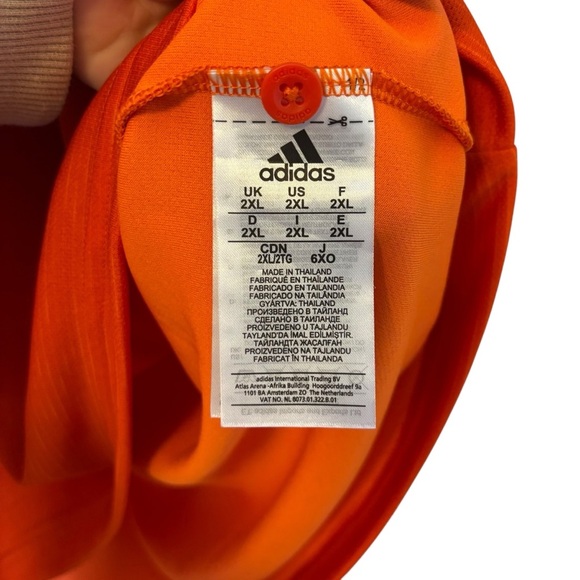 adidas
UK US F
2XL 2XL 2XL
D I E
2XL 2XL 2XL
CDN J
2XL/2TG 6XO
MADE IN THAILAND
FABRIQUÉ EN THAÏLANDE
FABRICADO EN TAILANDIA
FABRICADO NA TAILÂNDIA
GYÁRTVA: THAILAND
ПРОИЗВЕДЕНО В ТАЙЛАНД
СДЕЛАНО В ТАИЛАНДЕ
PROIZVEDENO U TAJLANDU
TAYLAND'DA İMAL EDİLMİŞTİR.
ТАЙЛАНДТА ЖАСАЛҒАН
PROIZVEDENO NA TAJSKEM
FABRICAT ÎN THAILANDA
adidas International Trading BV
Atlas Arena -Afrika Building Hoogoorddreef 9a
1101 BA Amsterdam ZO The Netherlands
VAT NO. NL 8073.01.322.B.01